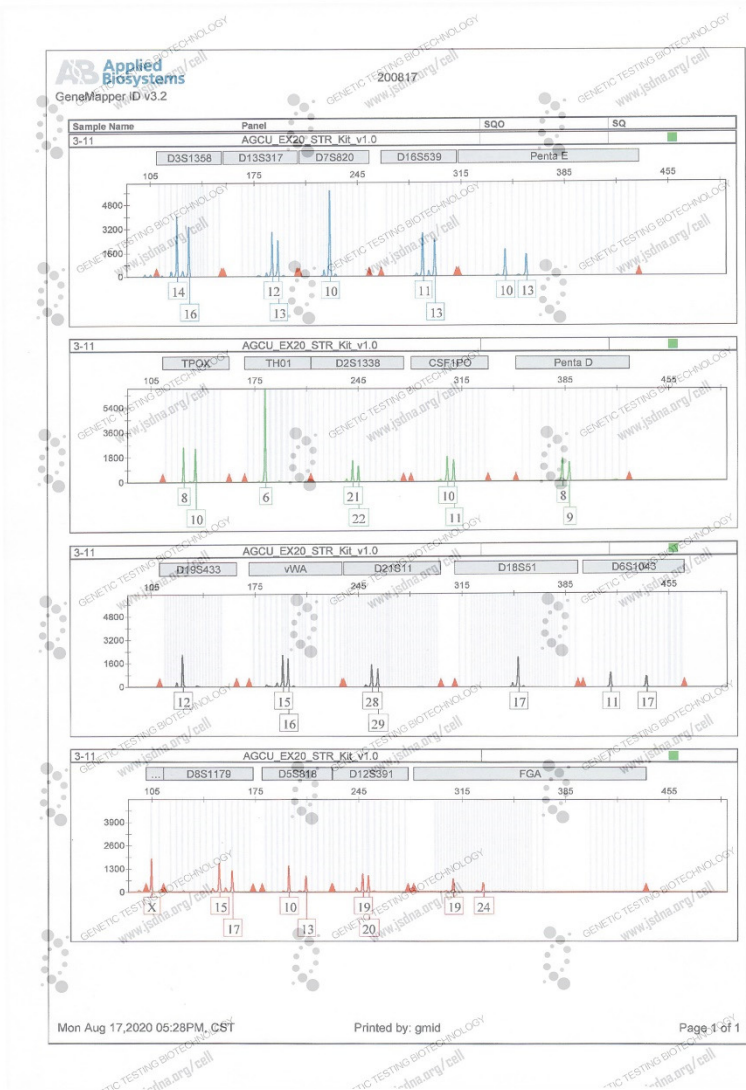 AB Applied Biosystems
200817
GeneMapper ID v3.2
Sample Name Panel SQO SQ
3-11 AGCU_EX20_STR_Kit_v1.0
D3S1358 D13S317 D7S820 D16S539 Penta E
105 175 245 315 385 455
4800
3200
1600
0
14 12 10 11 10 13
16 13 13
3-11 AGCU_EX20_STR_Kit_v1.0
TPOX TH01 D2S1338 CSF1PO Penta D
105 175 245 315 385 455
5400
3600
1800
0
8 6 21 10 8
10 22 11 9
3-11 AGCU_EX20_STR_Kit_v1.0
D19S433 vWA D21S11 D18S51 D6S1043
105 175 245 315 385 455
4800
3200
1600
0
12 15 28 17 11 17
16 29
3-11 AGCU_EX20_STR_Kit_v1.0
... D8S1179 D5S818 D12S391 FGA
105 175 245 315 385 455
3900
2600
1300
0
X 15 10 19 19 24
17 13 20
Mon Aug 17,2020 05:28PM, CST Printed by: gmid Page 1 of 1
GENETIC TESTING BIOTECHNOLOGY
www.jsdna.org/cell